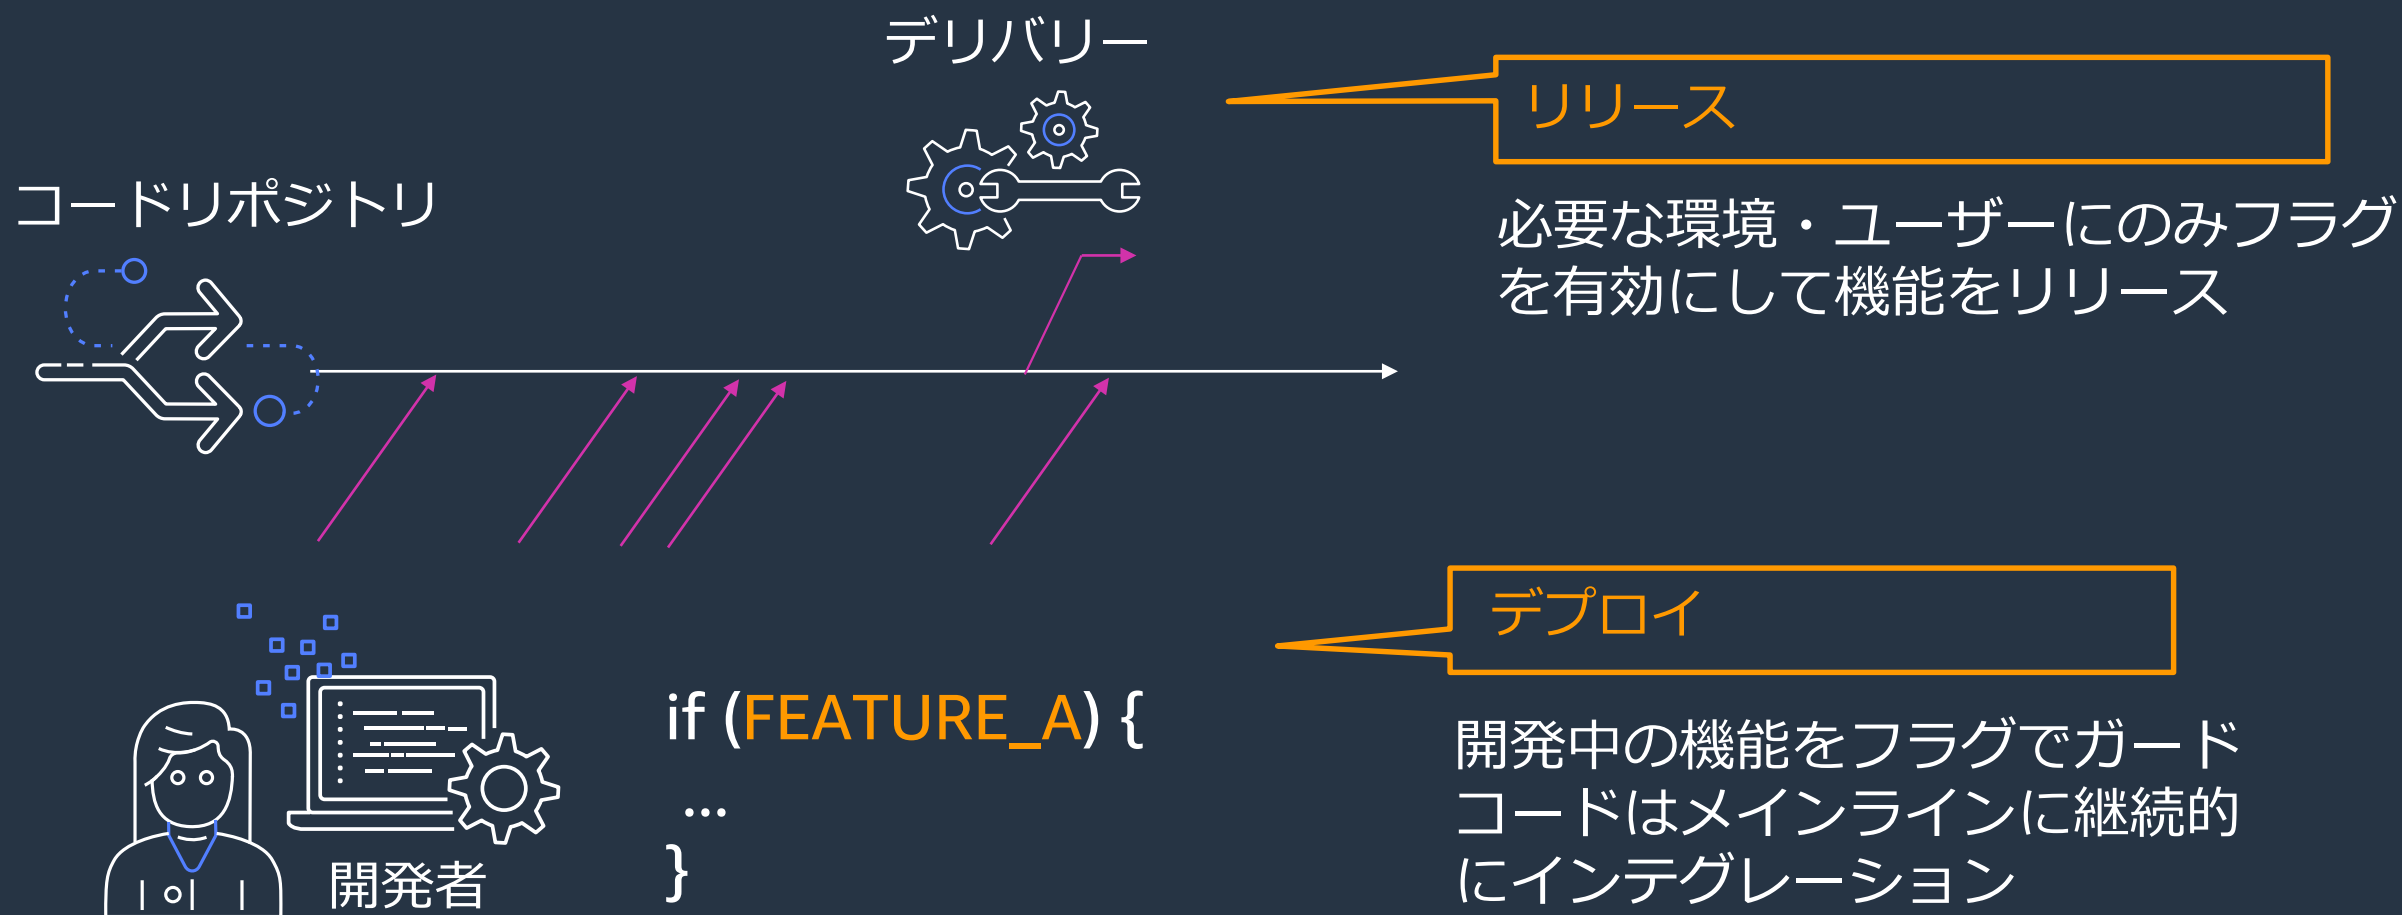 デリバリー
リリース
コードリポジトリ
必要な環境・ユーザーにのみフラグ
を有効にして機能をリリース
デプロイ
if (FEATURE_A) {
...
}
開発中の機能をフラグでガード
コードはメインラインに継続的
にインテグレーション
開発者